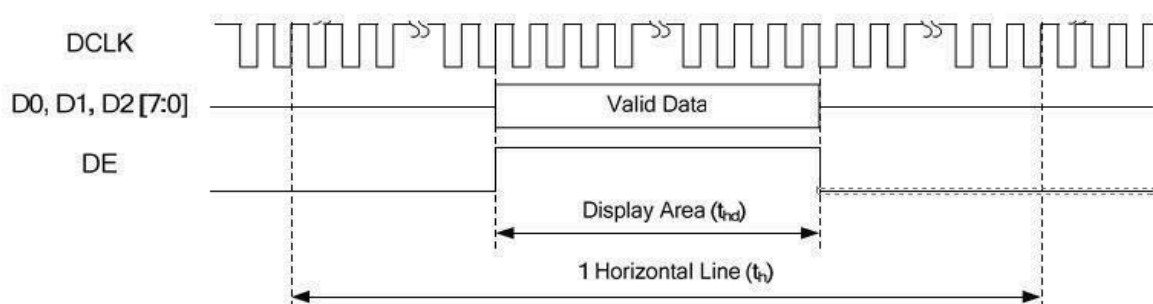 DCLK
D0, D1, D2 [7:0]
Valid Data
DE
Display Area (thd)
1 Horizontal Line (th)